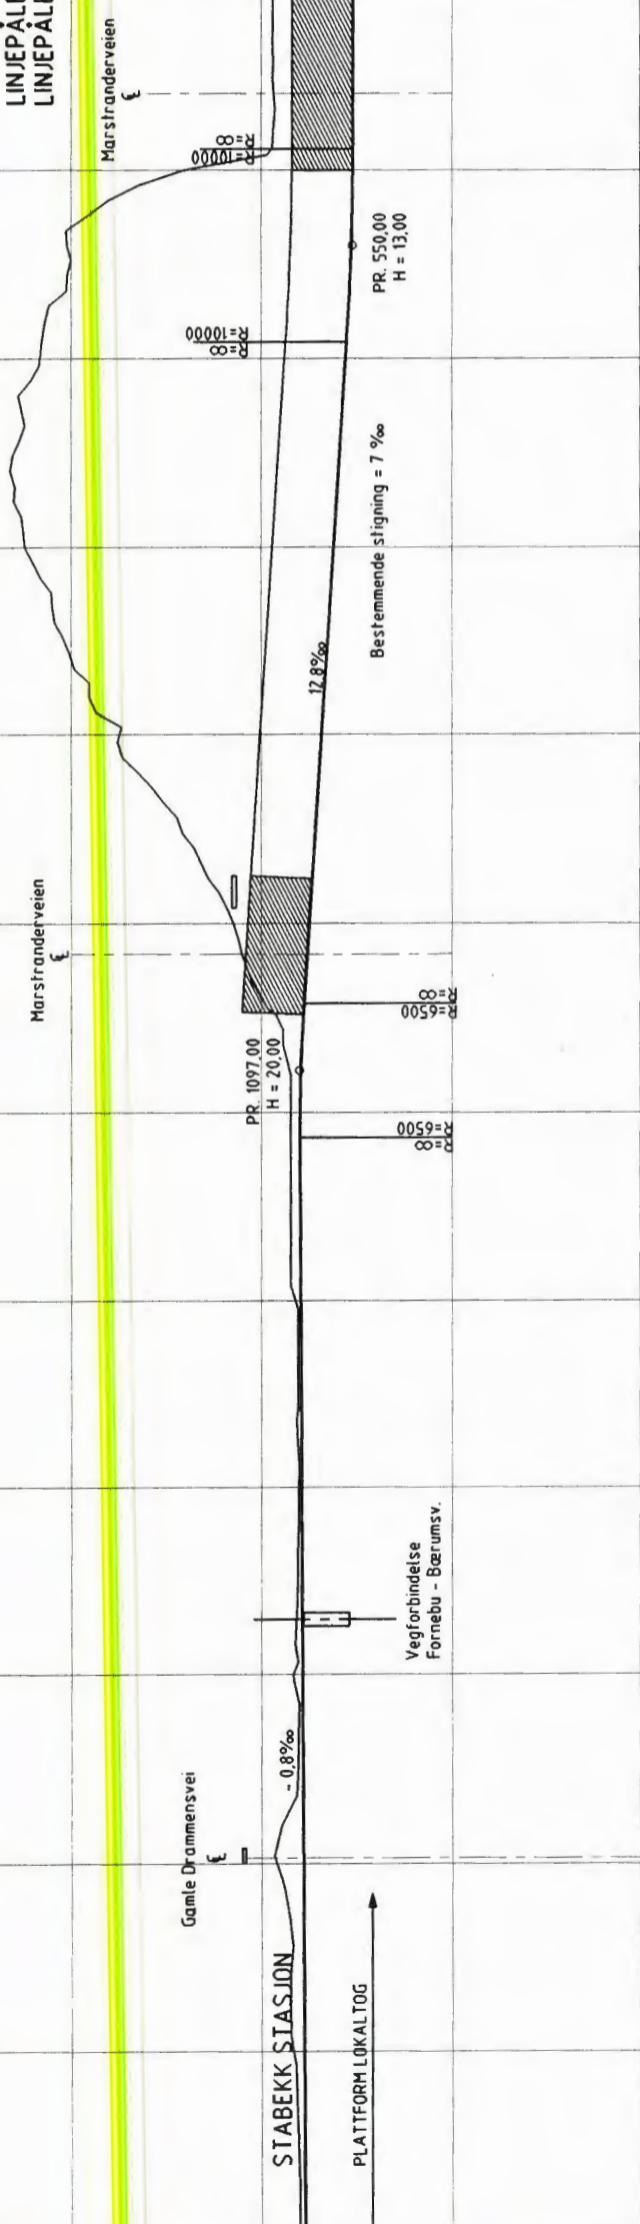 LINJEPÅL
LINJEPÅL
Marstranderveien
℄
R=∞
R=10000
R=10000
R=∞
PR. 550,00
H = 13,00
Bestemmende stigning = 7 ‰
12,8‰
Marstranderveien
℄
R=∞
R=6500
PR. 1097,00
H = 20,00
R=6500
R=∞
Vegforbindelse
Fornebu - Bærumsv.
- 0,8‰
Gamle Drammensvei
℄
STABEKK STASJON
PLATTFORM LOKALTOG